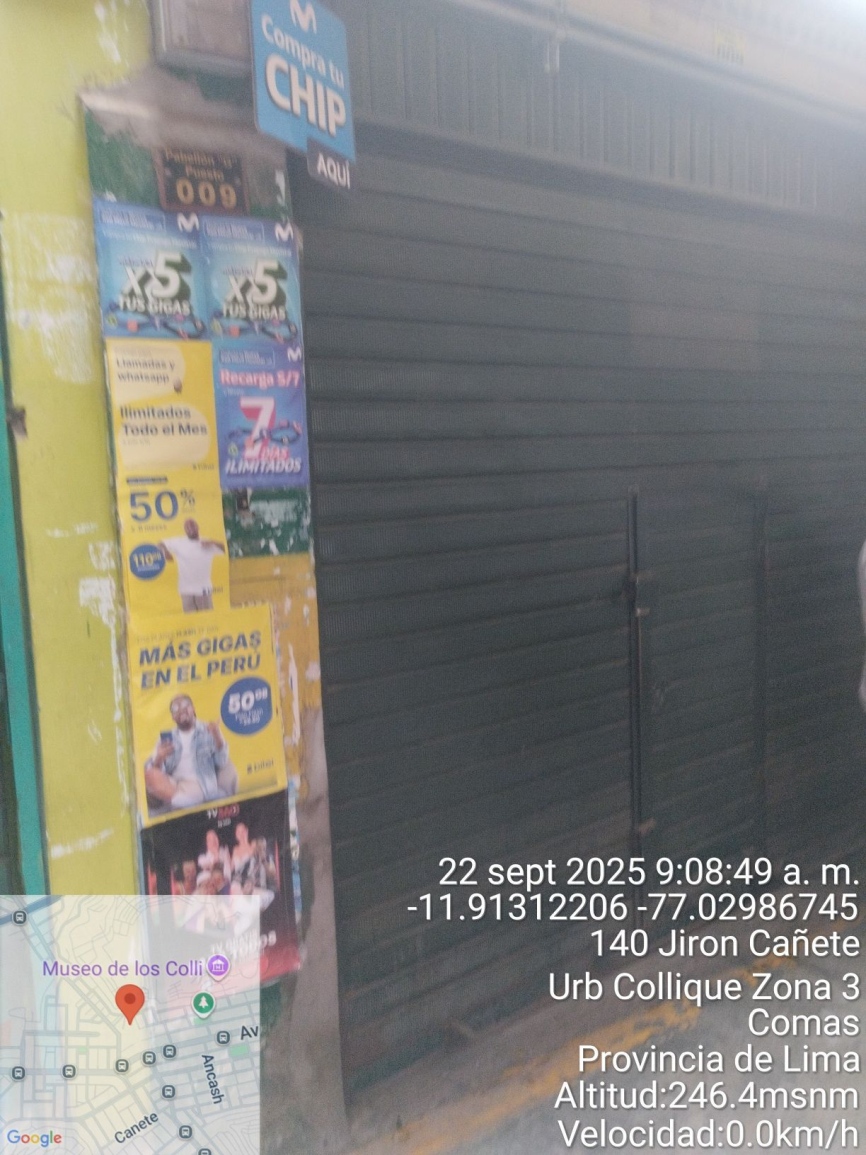 Compra tu
CHIP
AQUÍ
Pabellón "U"
Puesto
009
x5
TUS GIGAS
x5
TUS GIGAS
Llamadas y
whatsapp
Ilimitados
Todo el Mes
Recarga S/7
7
DÍAS
ILIMITADOS
50%
110GB
MÁS GIGAS
EN EL PERÚ
50GB
22 sept 2025 9:08:49 a. m.
-11.91312206 -77.02986745
140 Jiron Cañete
Urb Collique Zona 3
Comas
Provincia de Lima
Altitud:246.4msnm
Velocidad:0.0km/h
Museo de los Colli
Av
Ancash
Canete
Google